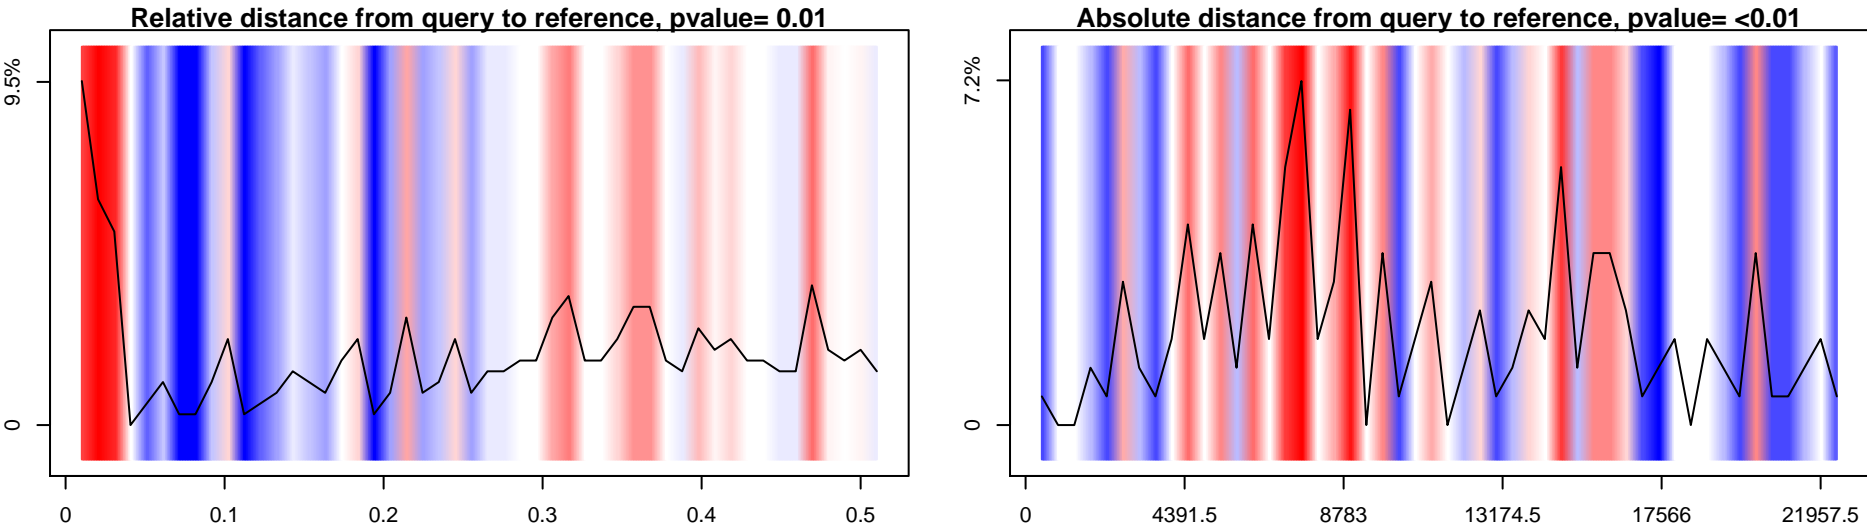 Relative distance from query to reference, pvalue= 0.01
9.5%
0
0 0.1 0.2 0.3 0.4 0.5
Absolute distance from query to reference, pvalue= <0.01
7.2%
0
0 4391.5 8783 13174.5 17566 21957.5